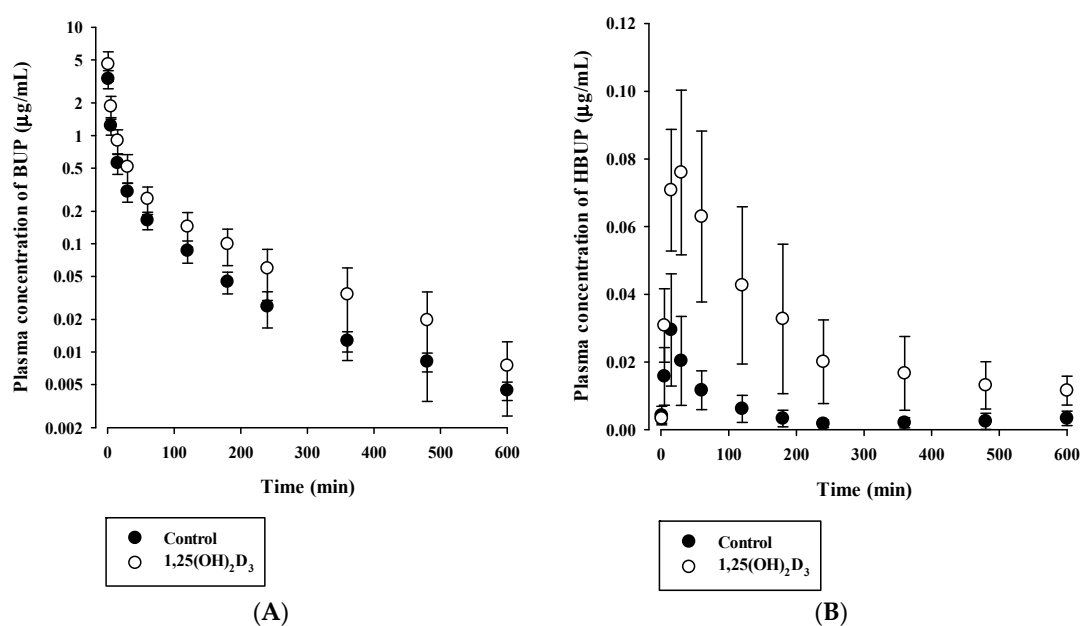 Plasma concentration of BUP (μg/mL)
10
5
2
1
0.5
0.2
0.1
0.05
0.02
0.01
0.005
0.002
0 100 200 300 400 500 600
Time (min)
Control
1,25(OH)₂D₃
(A)
Plasma concentration of HBUP (μg/mL)
0.12
0.10
0.08
0.06
0.04
0.02
0.00
0 100 200 300 400 500 600
Time (min)
Control
1,25(OH)₂D₃
(B)